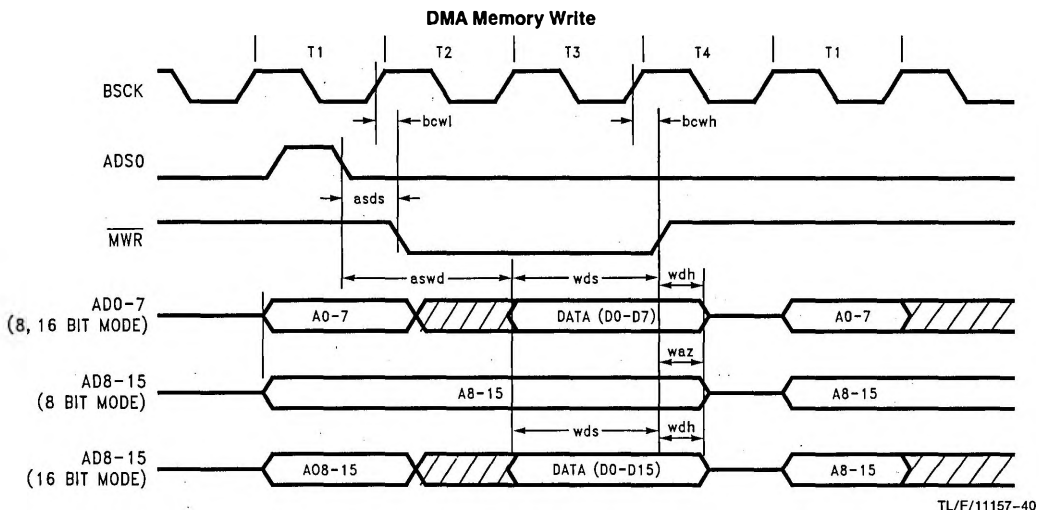 DMA Memory Write
T1 T2 T3 T4 T1
BSCK
bcwl bcwh
ADS0
asds
MWR
aswd wds wdh
AD0-7
(8, 16 BIT MODE)
A0-7 DATA (D0-D7) A0-7
waz
AD8-15
(8 BIT MODE)
A8-15 A8-15
wds wdh
AD8-15
(16 BIT MODE)
A08-15 DATA (D0-D15) A8-15
TL/F/11157-40